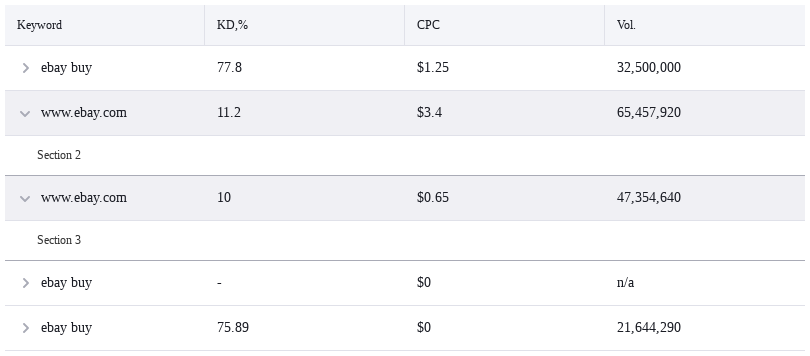 Keyword KD,% CPC Vol.
ebay buy 77.8 $1.25 32,500,000
www.ebay.com 11.2 $3.4 65,457,920
Section 2
www.ebay.com 10 $0.65 47,354,640
Section 3
ebay buy - $0 n/a
ebay buy 75.89 $0 21,644,290